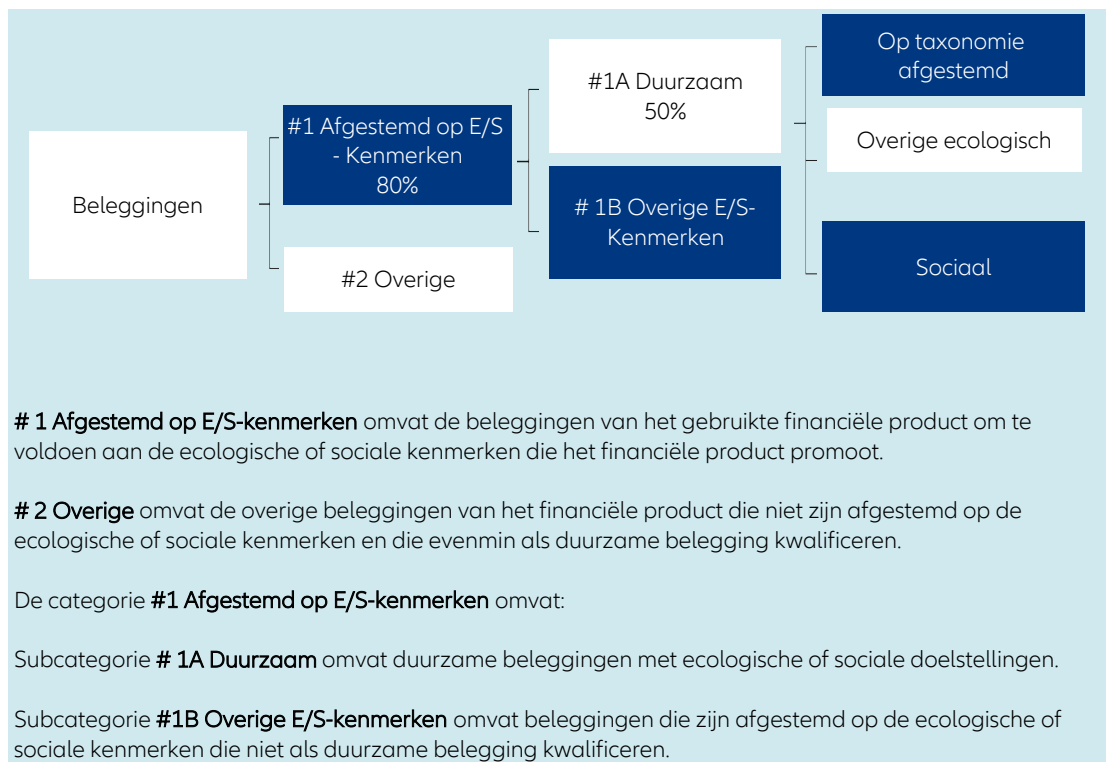 Beleggingen
#1 Afgestemd op E/S
- Kenmerken
80%
#2 Overige
#1A Duurzaam
50%
# 1B Overige E/S-
Kenmerken
Op taxonomie
afgestemd
Overige ecologisch
Sociaal
# 1 Afgestemd op E/S-kenmerken omvat de beleggingen van het gebruikte financiële product om te
voldoen aan de ecologische of sociale kenmerken die het financiële product promoot.
# 2 Overige omvat de overige beleggingen van het financiële product die niet zijn afgestemd op de
ecologische of sociale kenmerken en die evenmin als duurzame belegging kwalificeren.
De categorie #1 Afgestemd op E/S-kenmerken omvat:
Subcategorie # 1A Duurzaam omvat duurzame beleggingen met ecologische of sociale doelstellingen.
Subcategorie #1B Overige E/S-kenmerken omvat beleggingen die zijn afgestemd op de ecologische of
sociale kenmerken die niet als duurzame belegging kwalificeren.